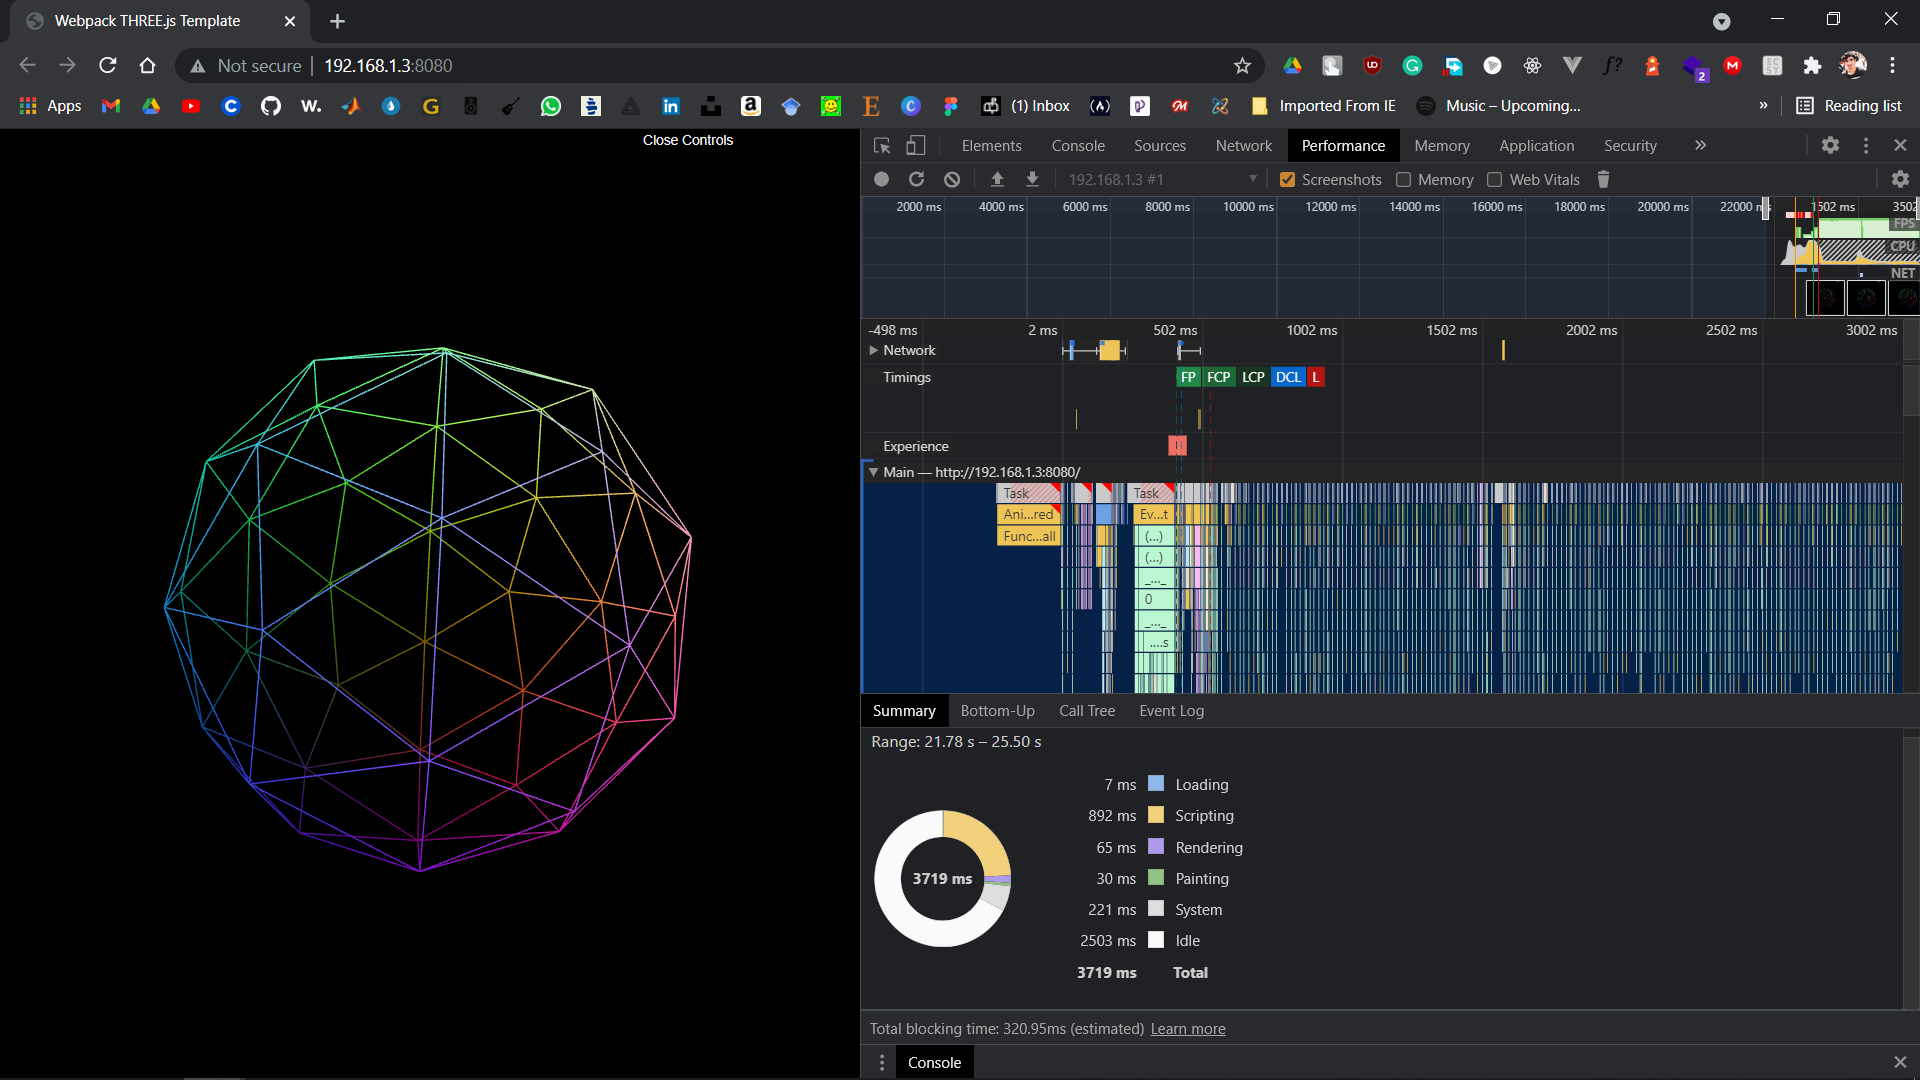 Webpack THREE.js Template
Not secure 192.168.1.3:8080
2
Apps (1) Inbox Imported From IE Music – Upcoming... » Reading list
Close Controls
Elements Console Sources Network Performance Memory Application Security »
192.168.1.3 #1 Screenshots Memory Web Vitals
2000 ms 4000 ms 6000 ms 8000 ms 10000 ms 12000 ms 14000 ms 16000 ms 18000 ms 20000 ms
FPS
CPU
NET
-498 ms 2 ms 502 ms 1002 ms 1502 ms 2002 ms 2502 ms 3002 ms
Network
Timings FP FCP LCP DCL L
Experience
Main — http://192.168.1.3:8080/
Task Task
Ani...red Ev...t
Func...all (...)
(...)
_..._
0
_..._
....s
Summary Bottom-Up Call Tree Event Log
Range: 21.78 s – 25.50 s
7 ms Loading
892 ms Scripting
65 ms Rendering
3719 ms
30 ms Painting
221 ms System
2503 ms Idle
3719 ms Total
Total blocking time: 320.95ms (estimated) Learn more
Console